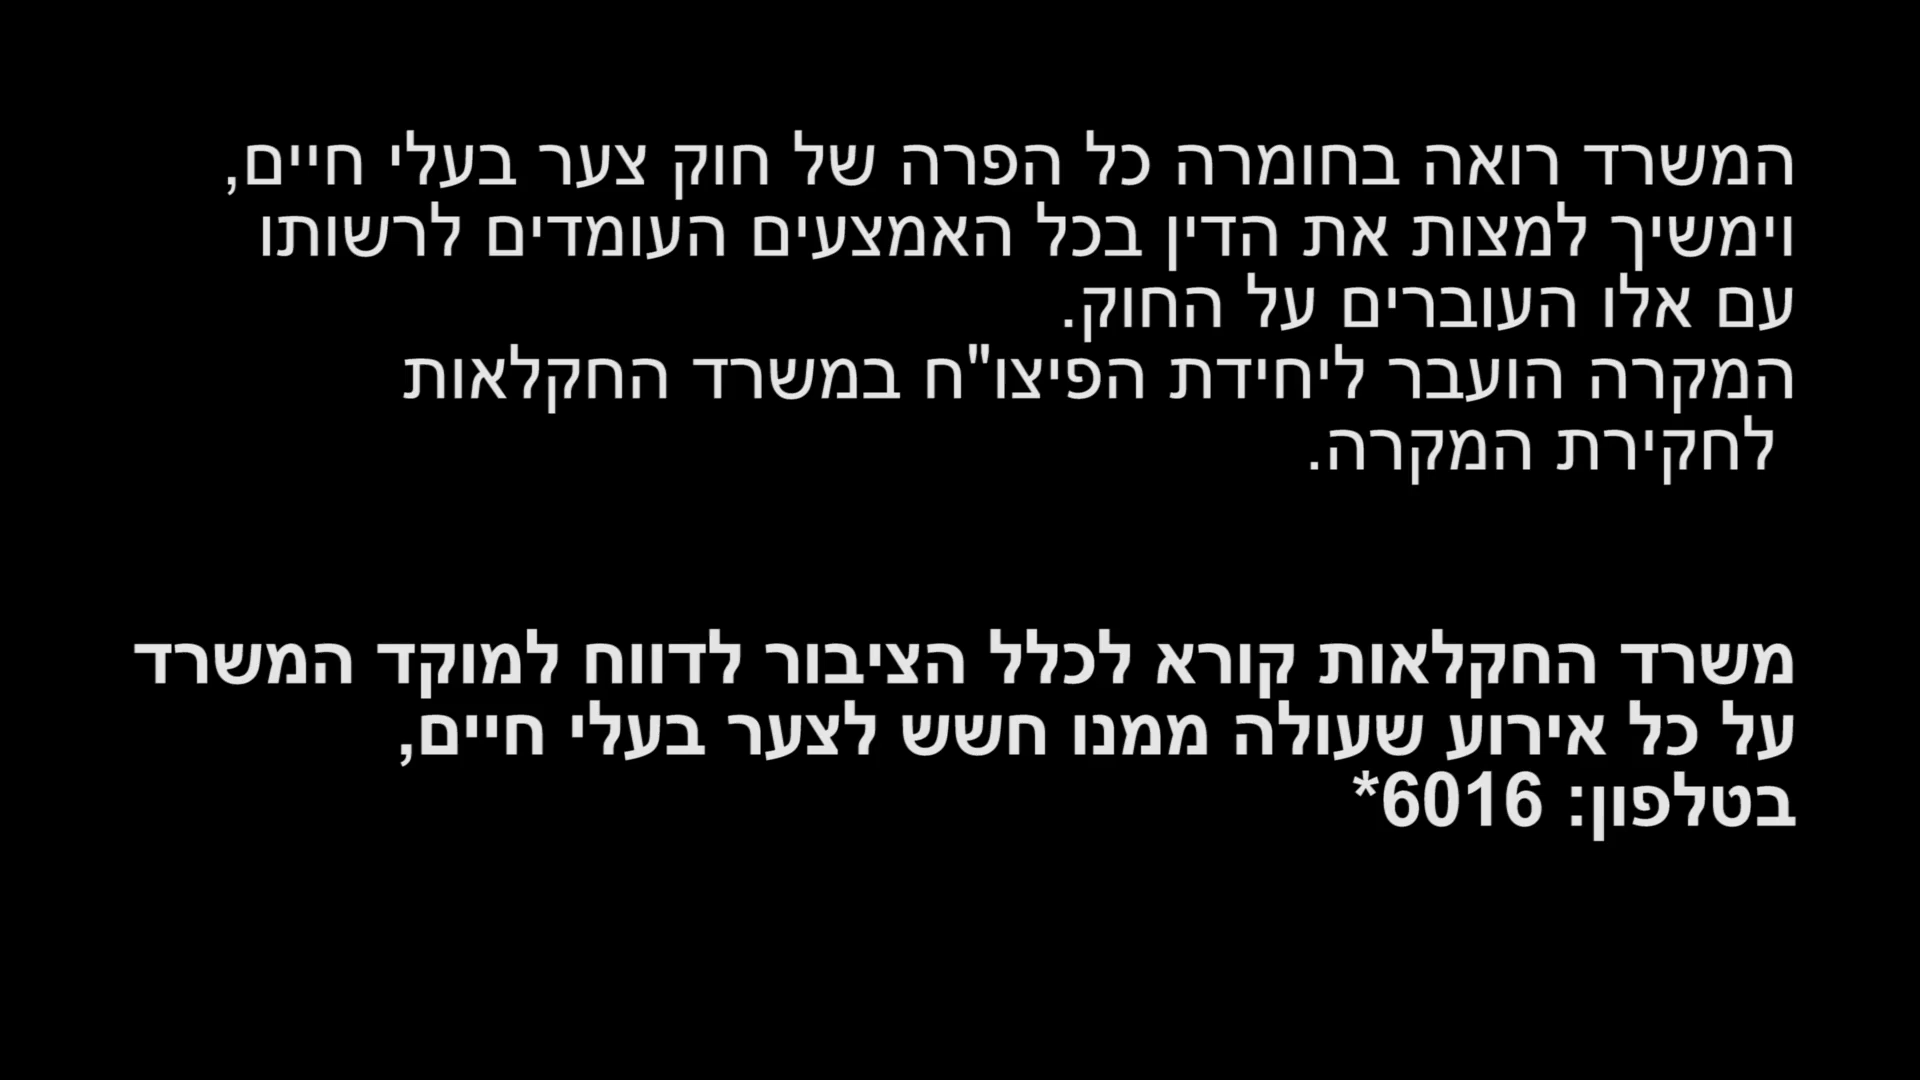 המשרד רואה בחומרה כל הפרה של חוק צער בעלי חיים,
וימשיך למצות את הדין בכל האמצעים העומדים לרשותו
עם אלו העוברים על החוק.
המקרה הועבר ליחידת הפיצו"ח במשרד החקלאות
לחקירת המקרה.
משרד החקלאות קורא לכלל הציבור לדווח למוקד המשרד
על כל אירוע שעולה ממנו חשש לצער בעלי חיים,
בטלפון: 6016*